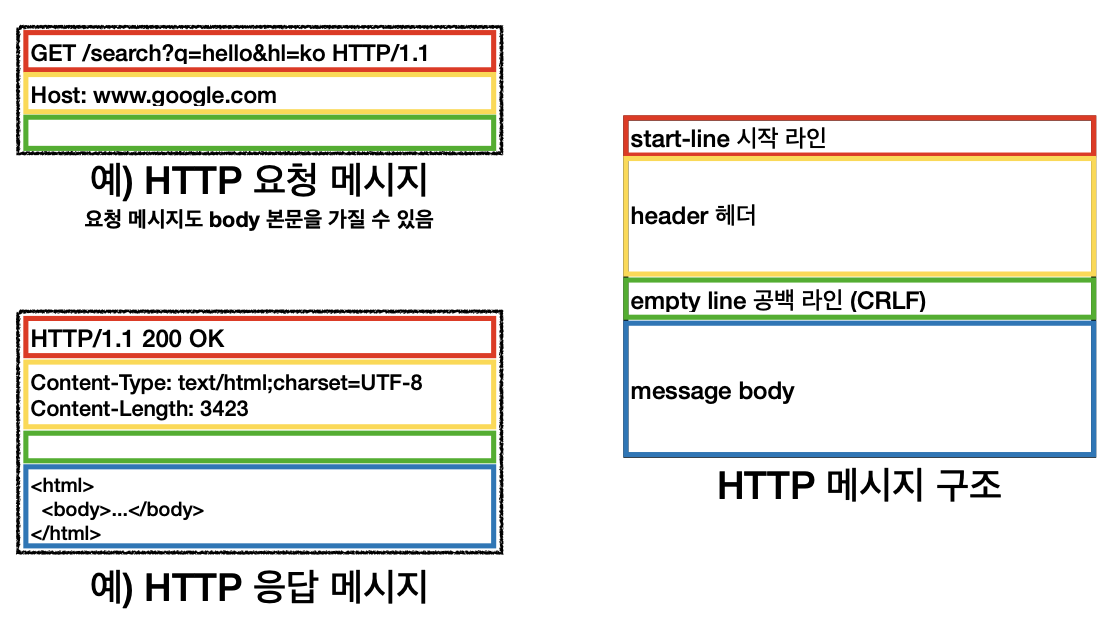 GET /search?q=hello&hl=ko HTTP/1.1
Host: www.google.com
예) HTTP 요청 메시지
요청 메시지도 body 본문을 가질 수 있음
HTTP/1.1 200 OK
Content-Type: text/html;charset=UTF-8
Content-Length: 3423
<html>
  <body>...</body>
</html>
예) HTTP 응답 메시지
start-line 시작 라인
header 헤더
empty line 공백 라인 (CRLF)
message body
HTTP 메시지 구조